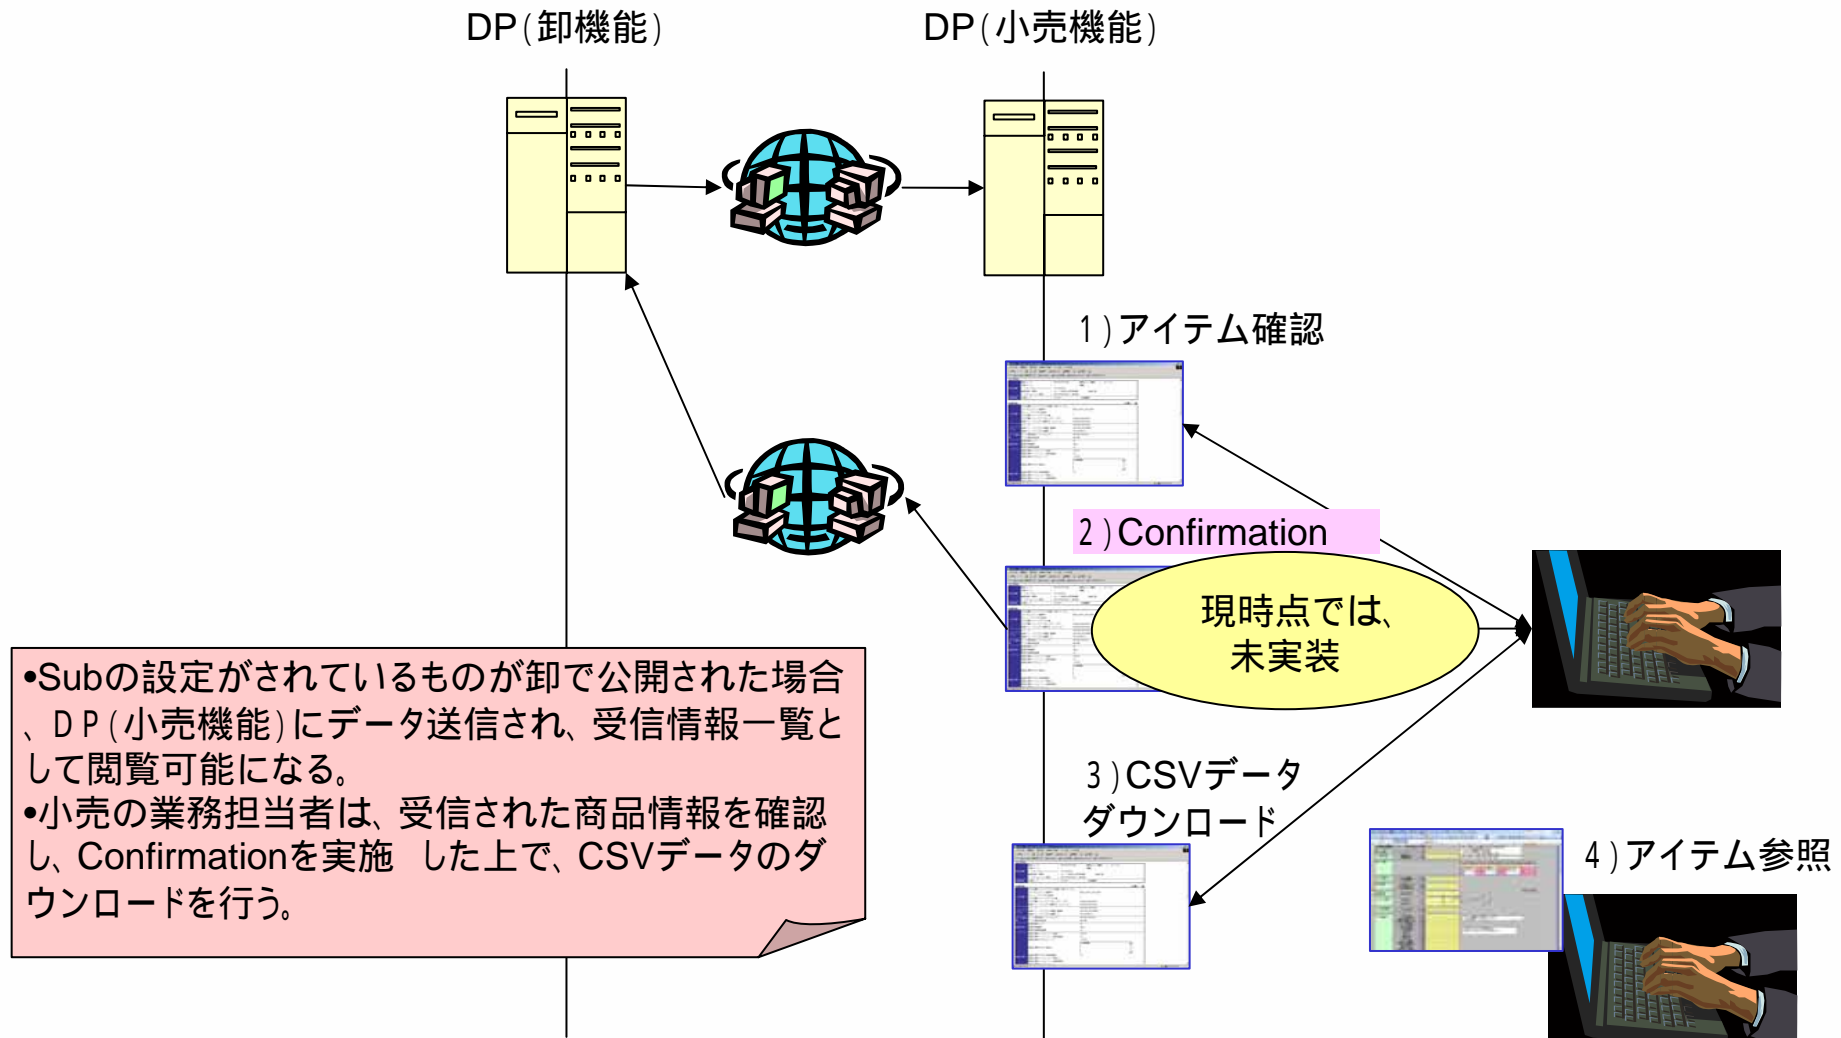 DP(卸機能)
DP(小売機能)
1)アイテム確認
2)Confirmation
現時点では、
未実装
•Subの設定がされているものが卸で公開された場合
、DP(小売機能)にデータ送信され、受信情報一覧と
して閲覧可能になる。
•小売の業務担当者は、受信された商品情報を確認
し、Confirmationを実施 した上で、CSVデータのダ
ウンロードを行う。
3)CSVデータ
ダウンロード
4)アイテム参照